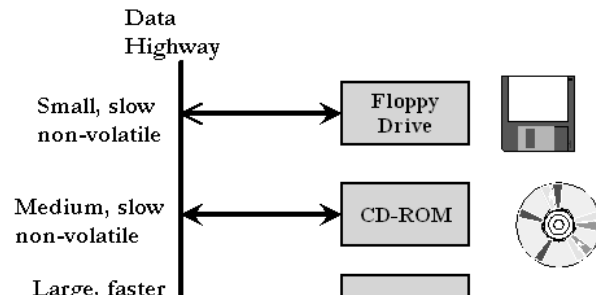 Data
Highway
Small, slow
non-volatile
Floppy
Drive
Medium, slow
non-volatile
CD-ROM
Large, faster